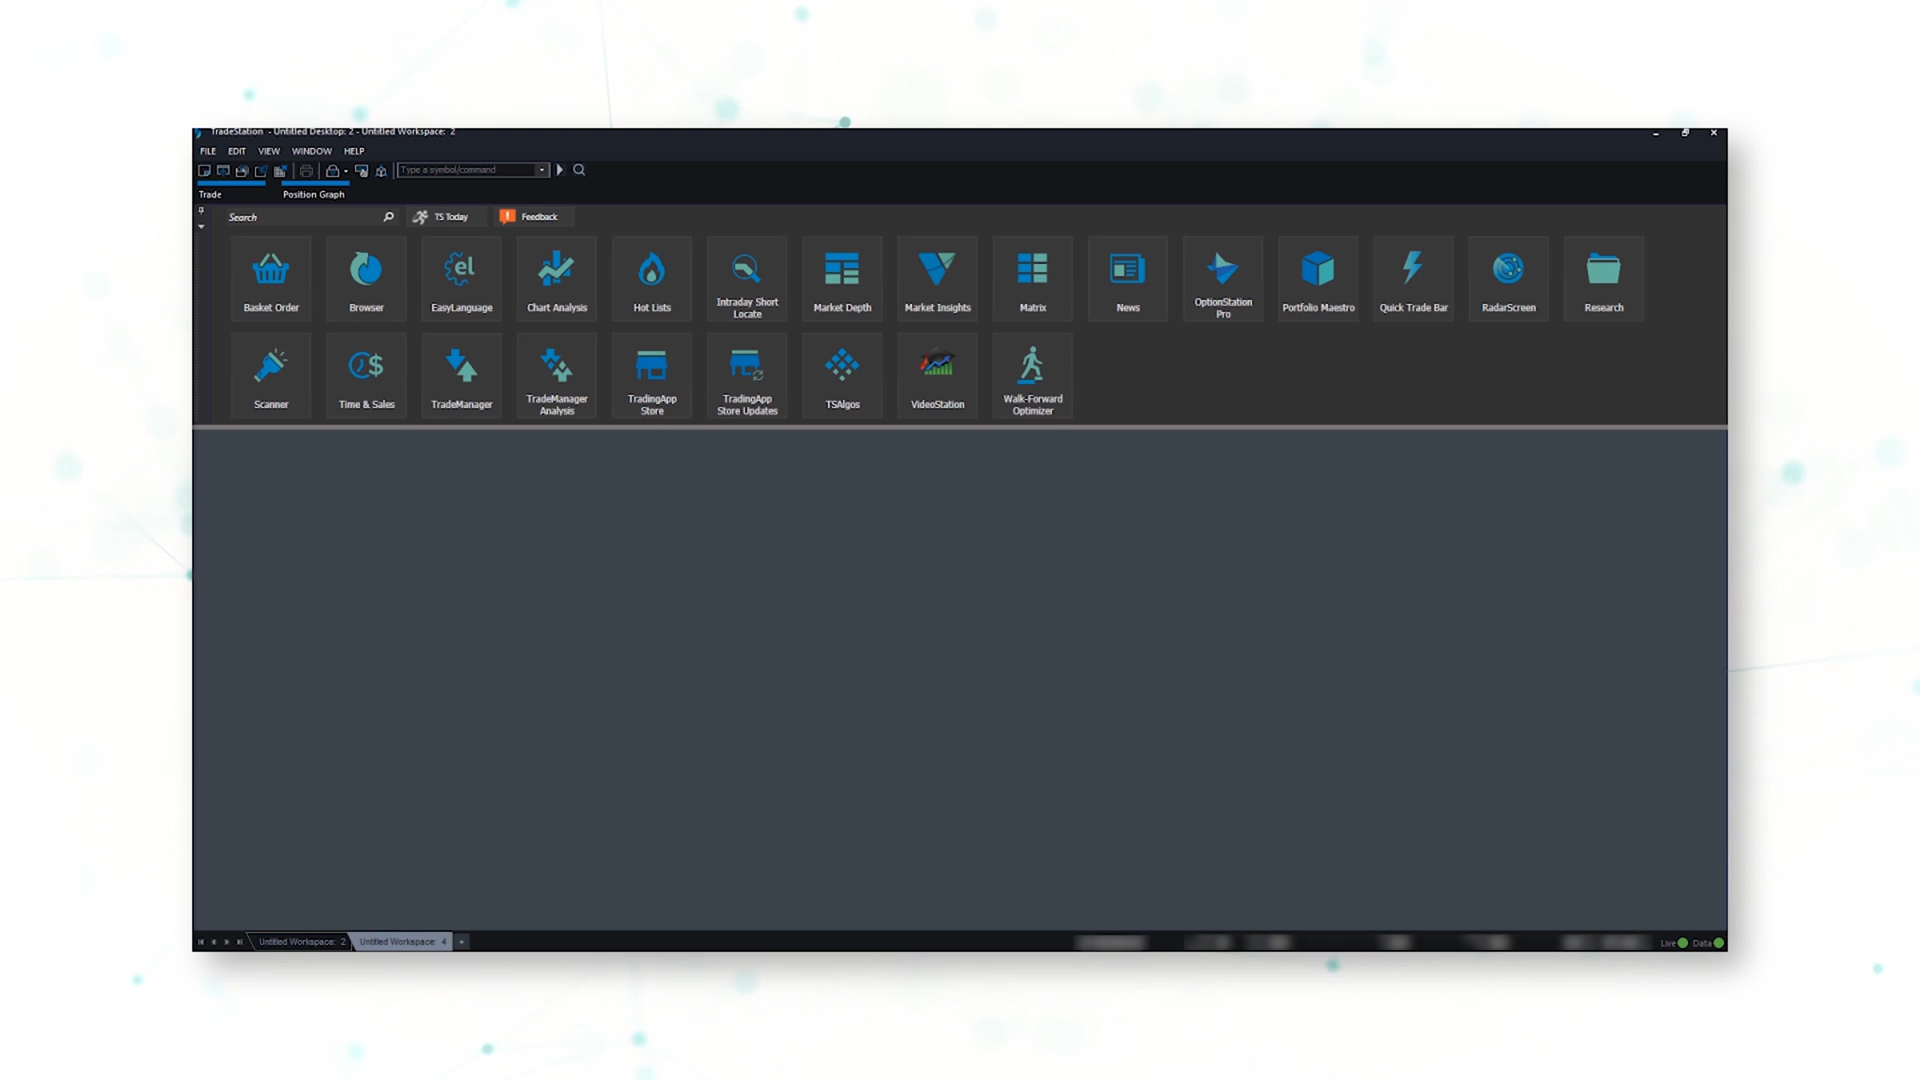 TradeStation - Untitled Desktop: 2 - Untitled Workspace: 2
FILE EDIT VIEW WINDOW HELP
Type a symbol/command
Trade Position Graph
Search TS Today Feedback
Basket Order
Browser
EasyLanguage
Chart Analysis
Hot Lists
Intraday Short
Locate
Market Depth
Market Insights
Matrix
News
OptionStation
Pro
Portfolio Maestro
Quick Trade Bar
RadarScreen
Research
Scanner
Time & Sales
TradeManager
TradeManager
Analysis
TradingApp
Store
TradingApp
Store Updates
TSAlgos
VideoStation
Walk-Forward
Optimizer
Untitled Workspace: 2 Untitled Workspace: 4 + Live Data